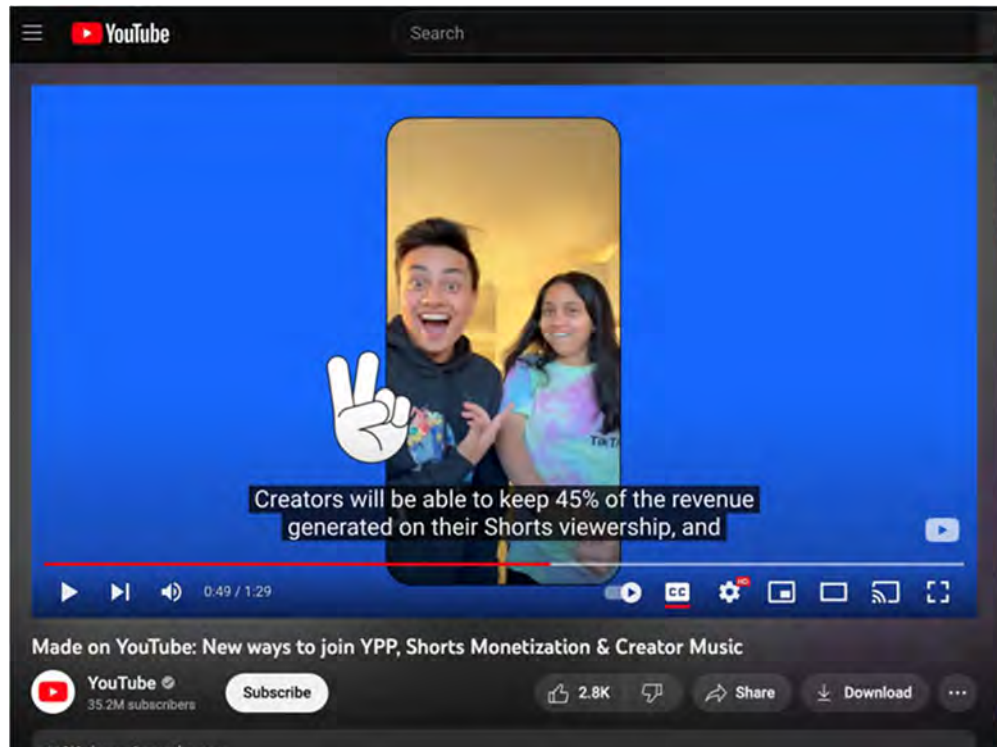 YouTube
Search
TikT
Creators will be able to keep 45% of the revenue
generated on their Shorts viewership, and
0:49 / 1:29
CC
HD
Made on YouTube: New ways to join YPP, Shorts Monetization & Creator Music
YouTube
35.2M subscribers
Subscribe
2.8K
Share
Download